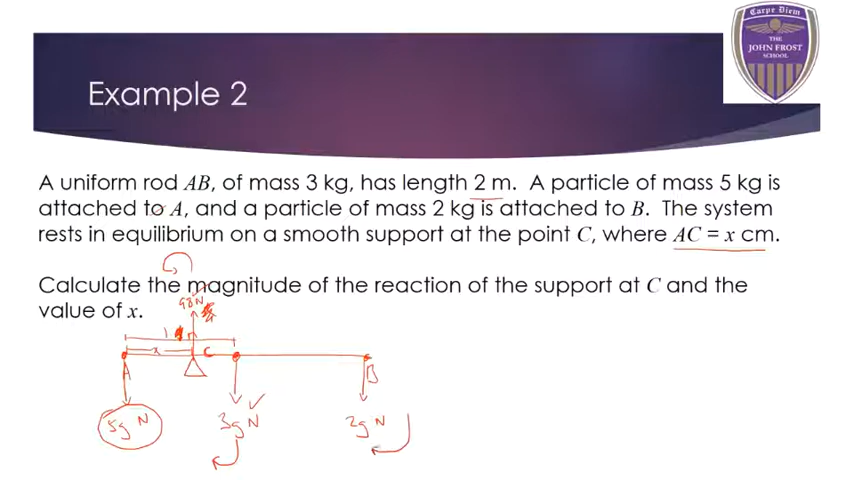 Carpe Diem
THE
JOHN FROST
SCHOOL
Example 2
A uniform rod AB, of mass 3 kg, has length 2 m. A particle of mass 5 kg is
attached to A, and a particle of mass 2 kg is attached to B. The system
rests in equilibrium on a smooth support at the point C, where AC = x cm.
Calculate the magnitude of the reaction of the support at C and the
value of x.
98N
1
x
C
A
B
5g N
3g N
2g N